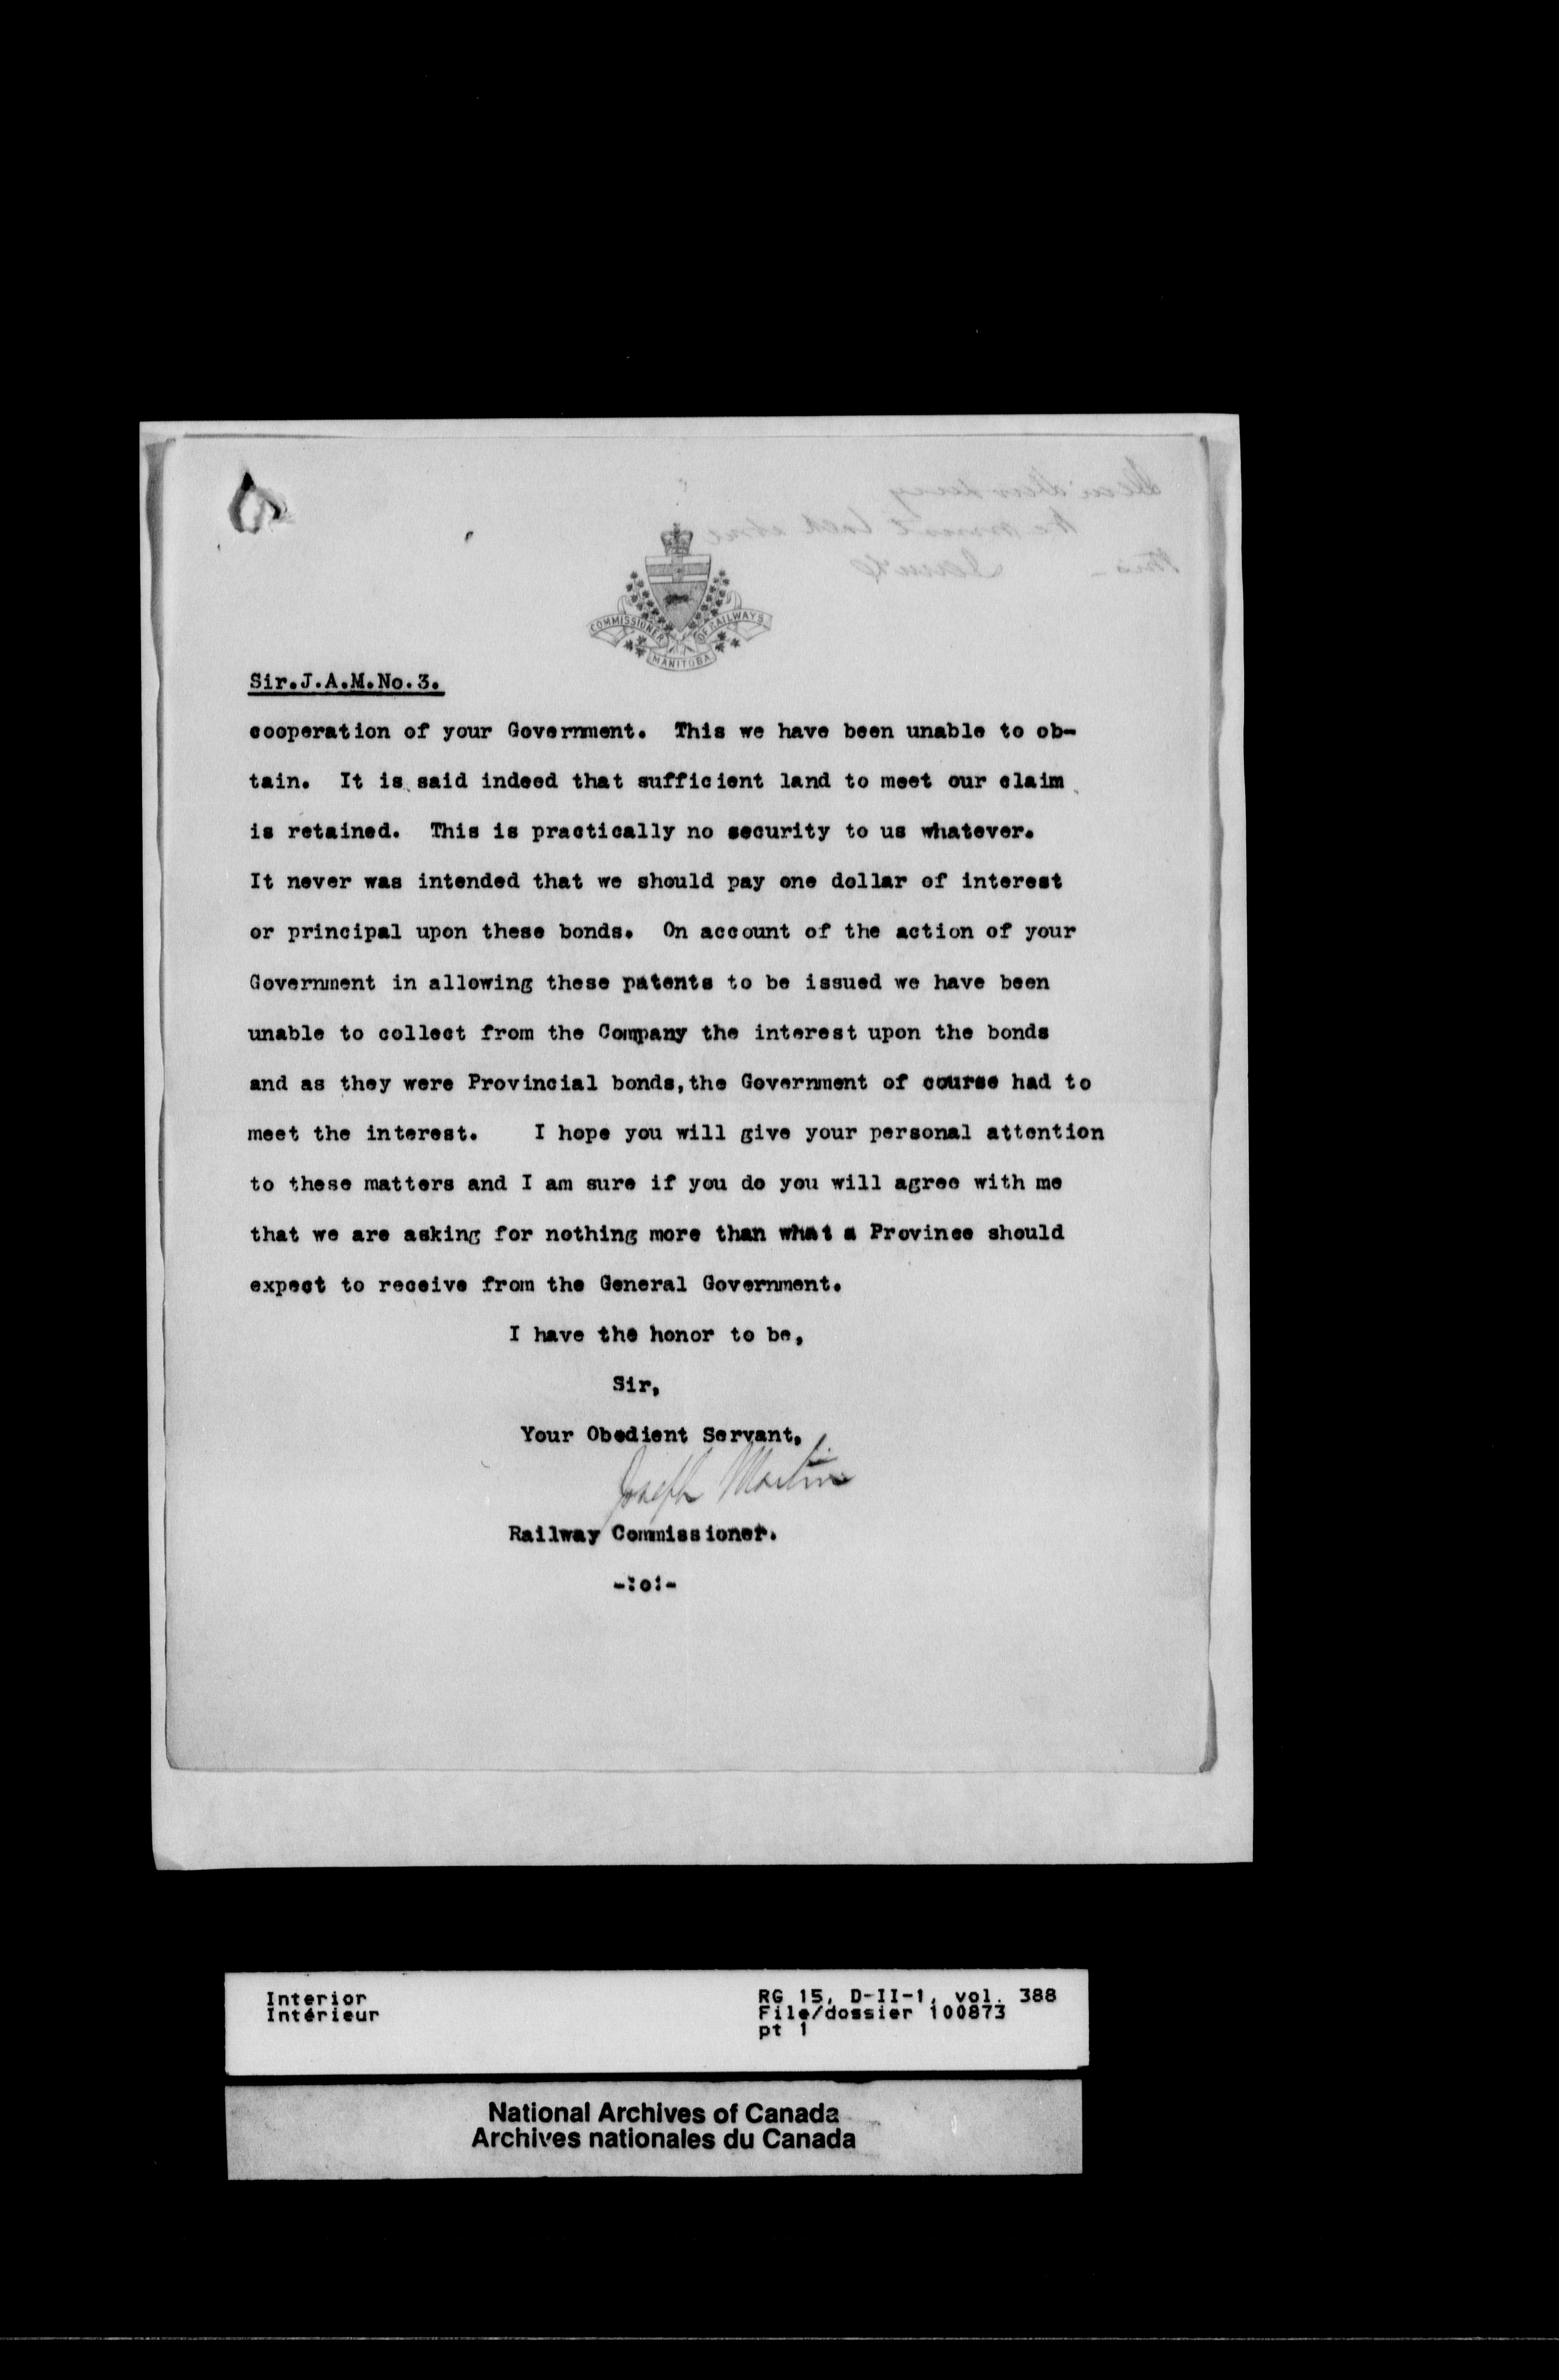 COMMISSIONER OF RAILWAYS
MANITOBA
Sir.J.A.M.No.3.
cooperation of your Government. This we have been unable to ob-
tain. It is said indeed that sufficient land to meet our claim
is retained. This is practically no security to us whatever.
It never was intended that we should pay one dollar of interest
or principal upon these bonds. On account of the action of your
Government in allowing these patents to be issued we have been
unable to collect from the Company the interest upon the bonds
and as they were Provincial bonds,the Government of course had to
meet the interest. I hope you will give your personal attention
to these matters and I am sure if you do you will agree with me
that we are asking for nothing more than what a Province should
expect to receive from the General Government.
I have the honor to be,
Sir,
Your Obedient Servant,
Joseph Martin
Railway Commissioner.
-:o:-
Interior
Intérieur
RG 15, D-II-1, vol. 388
File/dossier 100873
pt 1
National Archives of Canada
Archives nationales du Canada